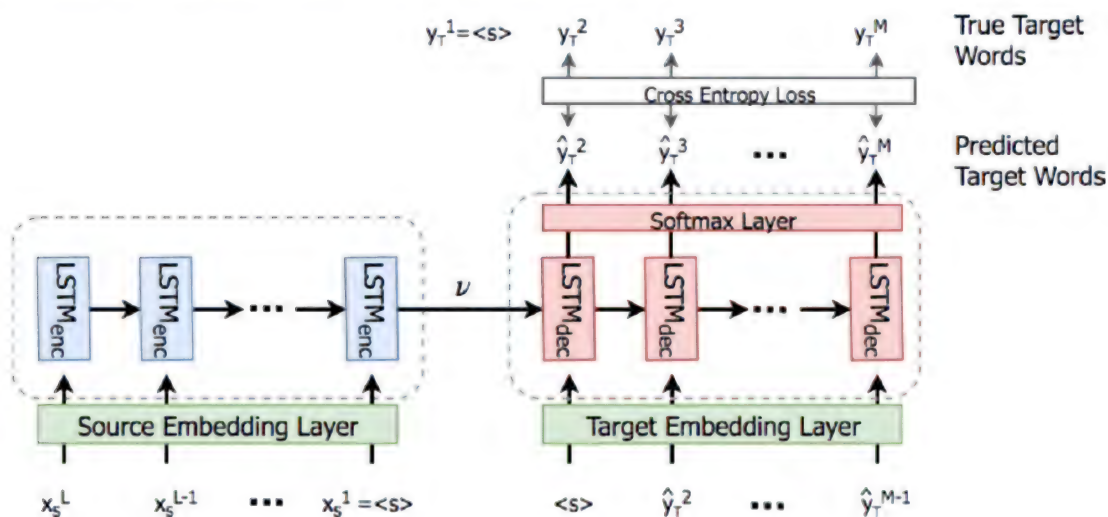 y_T^1 = <s> y_T^2 y_T^3 y_T^M True Target
Words
Cross Entropy Loss
ŷ_T^2 ŷ_T^3 ••• ŷ_T^M Predicted
Target Words
Softmax Layer
LSTM_enc LSTM_enc ••• LSTM_enc ν LSTM_dec LSTM_dec ••• LSTM_dec
Source Embedding Layer Target Embedding Layer
x_S^L x_S^L-1 ••• x_S^1 = <s> <s> ŷ_T^2 ••• ŷ_T^M-1